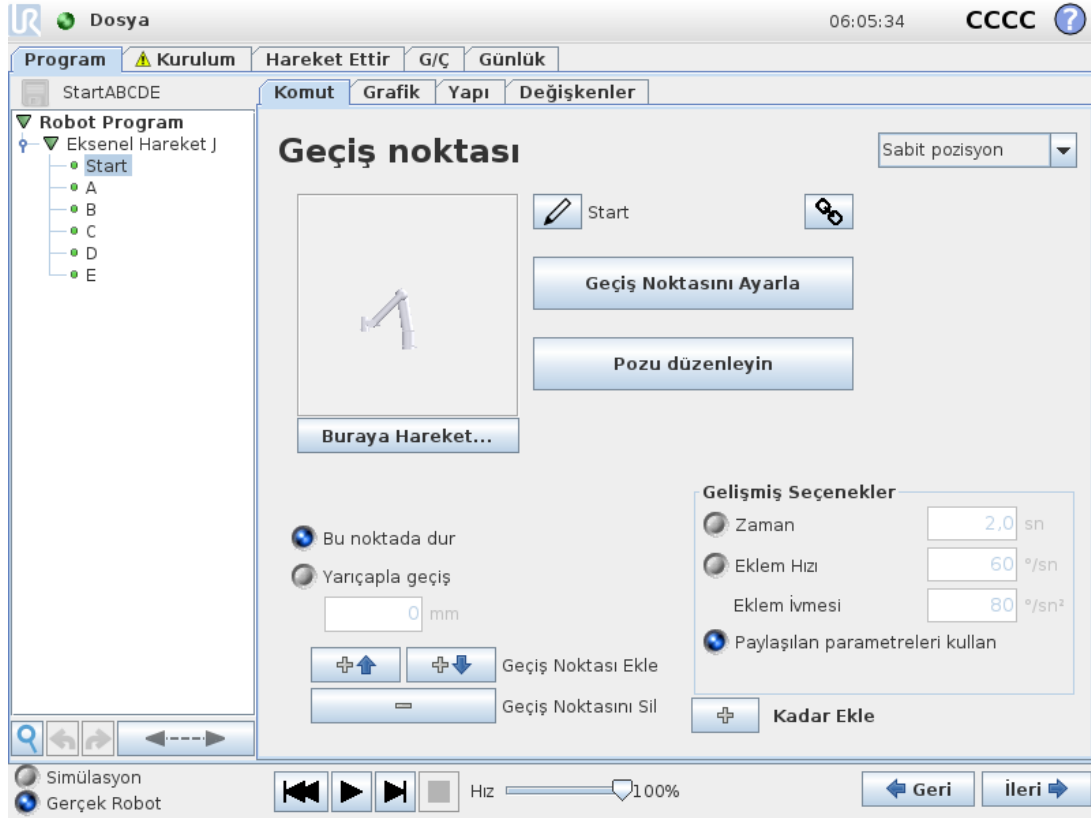 UR Dosya 06:05:34 CCCC ?
Program Kurulum Hareket Ettir G/Ç Günlük
StartABCDE Komut Grafik Yapı Değişkenler
Robot Program
Eksenel Hareket J
Start
A
B
C
D
E
Geçiş noktası Sabit pozisyon
Start
Geçiş Noktasını Ayarla
Pozu düzenleyin
Buraya Hareket...
Bu noktada dur
Yarıçapla geçiş
0 mm
Geçiş Noktası Ekle
Geçiş Noktasını Sil
Gelişmiş Seçenekler
Zaman 2,0 sn
Eklem Hızı 60 °/sn
Eklem İvmesi 80 °/sn²
Paylaşılan parametreleri kullan
Kadar Ekle
Simülasyon
Gerçek Robot
Hız 100%
Geri İleri